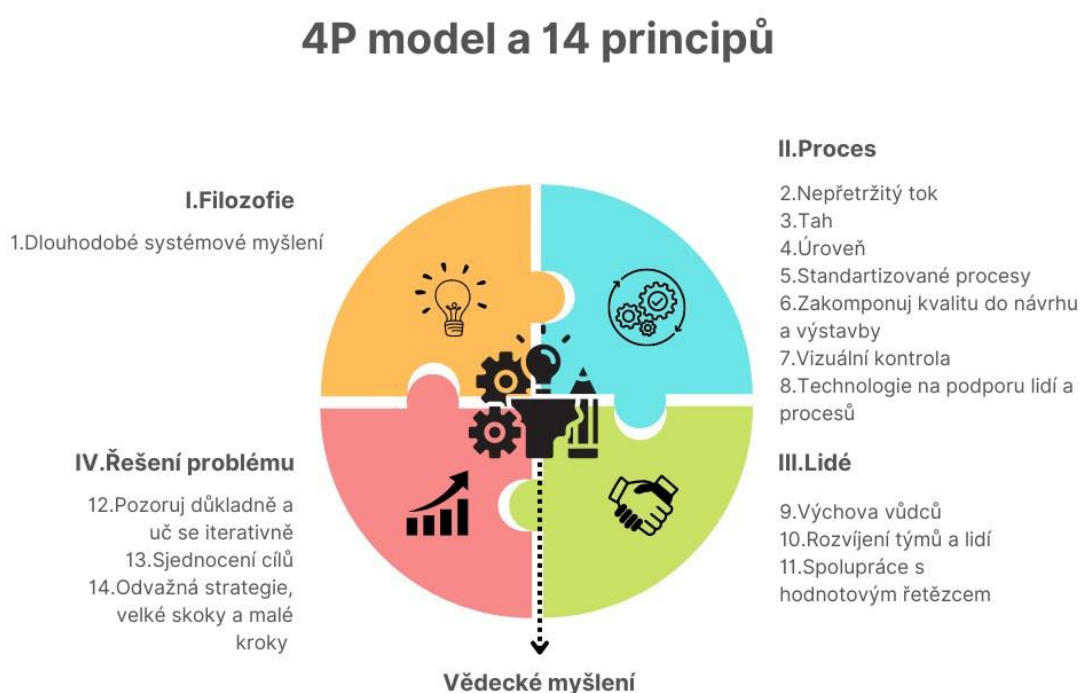 4P model a 14 principů
I.Filozofie
1.Dlouhodobé systémové myšlení
II.Proces
2.Nepřetržitý tok
3.Tah
4.Úroveň
5.Standartizované procesy
6.Zakomponuj kvalitu do návrhu
a výstavby
7.Vizuální kontrola
8.Technologie na podporu lidí a
procesů
III.Lidé
9.Výchova vůdců
10.Rozvíjení týmů a lidí
11.Spolupráce s
hodnotovým řetězcem
IV.Řešení problému
12.Pozoruj důkladně a
uč se iterativně
13.Sjednocení cílů
14.Odvažná strategie,
velké skoky a malé
kroky
Vědecké myšlení